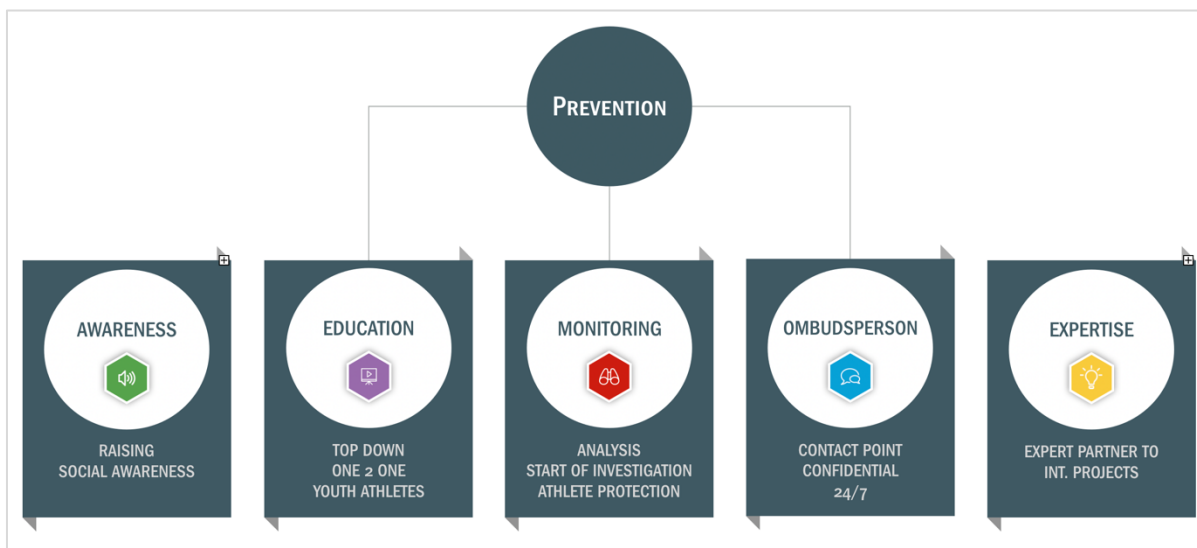 PREVENTION
AWARENESS
RAISING
SOCIAL AWARENESS
EDUCATION
TOP DOWN
ONE 2 ONE
YOUTH ATHLETES
MONITORING
ANALYSIS
START OF INVESTIGATION
ATHLETE PROTECTION
OMBUDSPERSON
CONTACT POINT
CONFIDENTIAL
24/7
EXPERTISE
EXPERT PARTNER TO
INT. PROJECTS